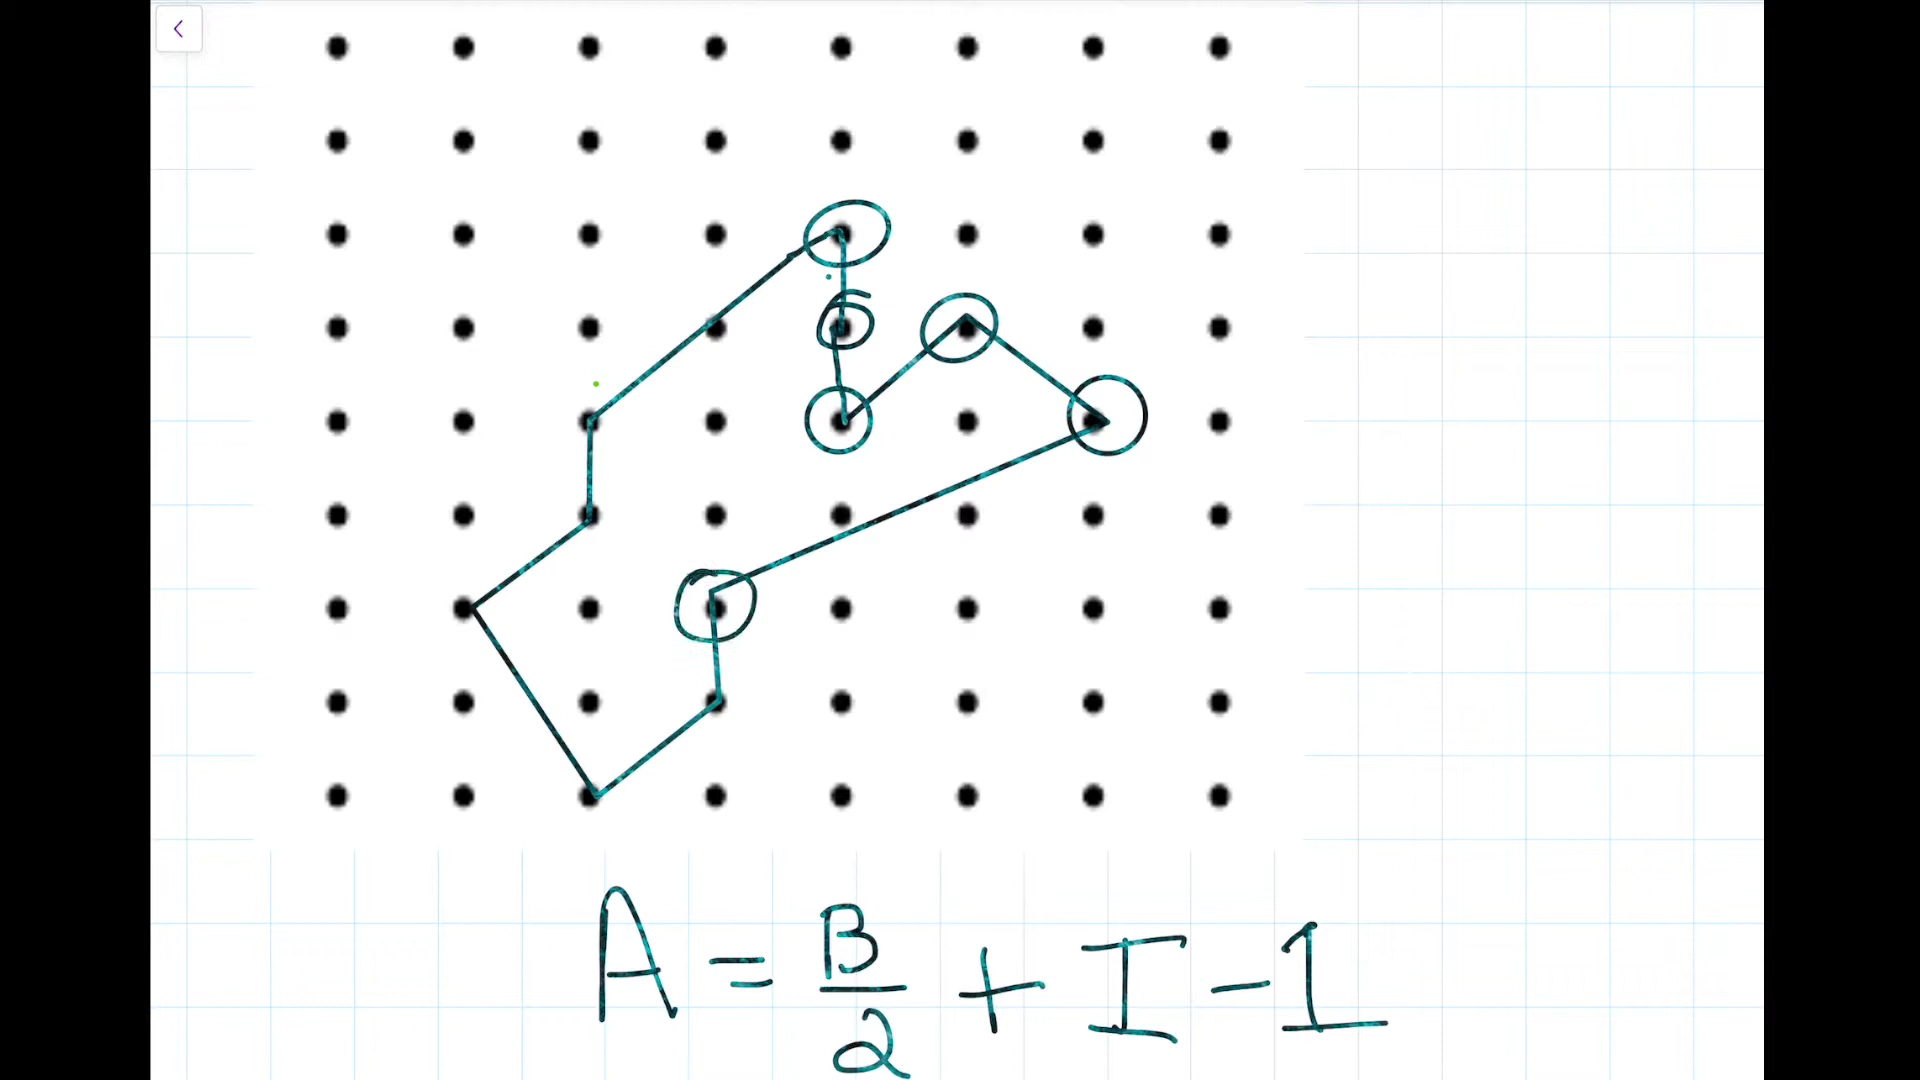 A = B/2 + I - 1